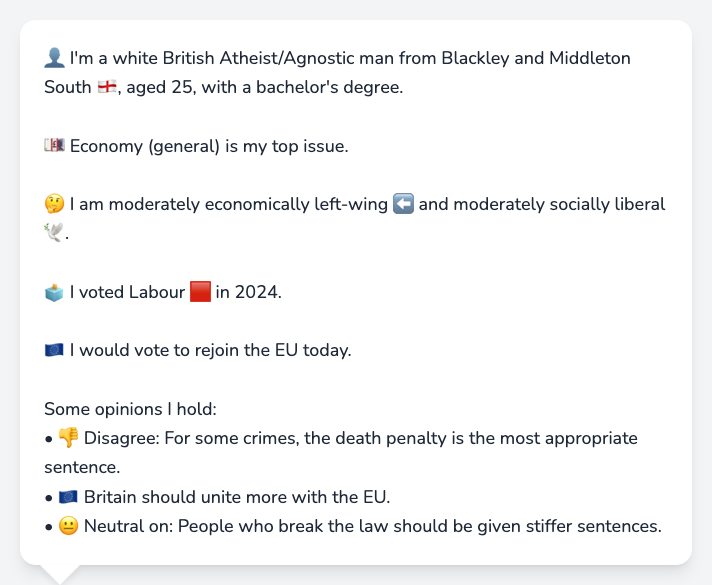 👤 I'm a white British Atheist/Agnostic man from Blackley and Middleton
South 🏴󠁧󠁢󠁥󠁮󠁧󠁿, aged 25, with a bachelor's degree.
💷 Economy (general) is my top issue.
🤔 I am moderately economically left-wing ⬅️ and moderately socially liberal
🕊️.
🗳️ I voted Labour 🟥 in 2024.
🇪🇺 I would vote to rejoin the EU today.
Some opinions I hold:
• 👎 Disagree: For some crimes, the death penalty is the most appropriate
sentence.
• 🇪🇺 Britain should unite more with the EU.
• 😐 Neutral on: People who break the law should be given stiffer sentences.